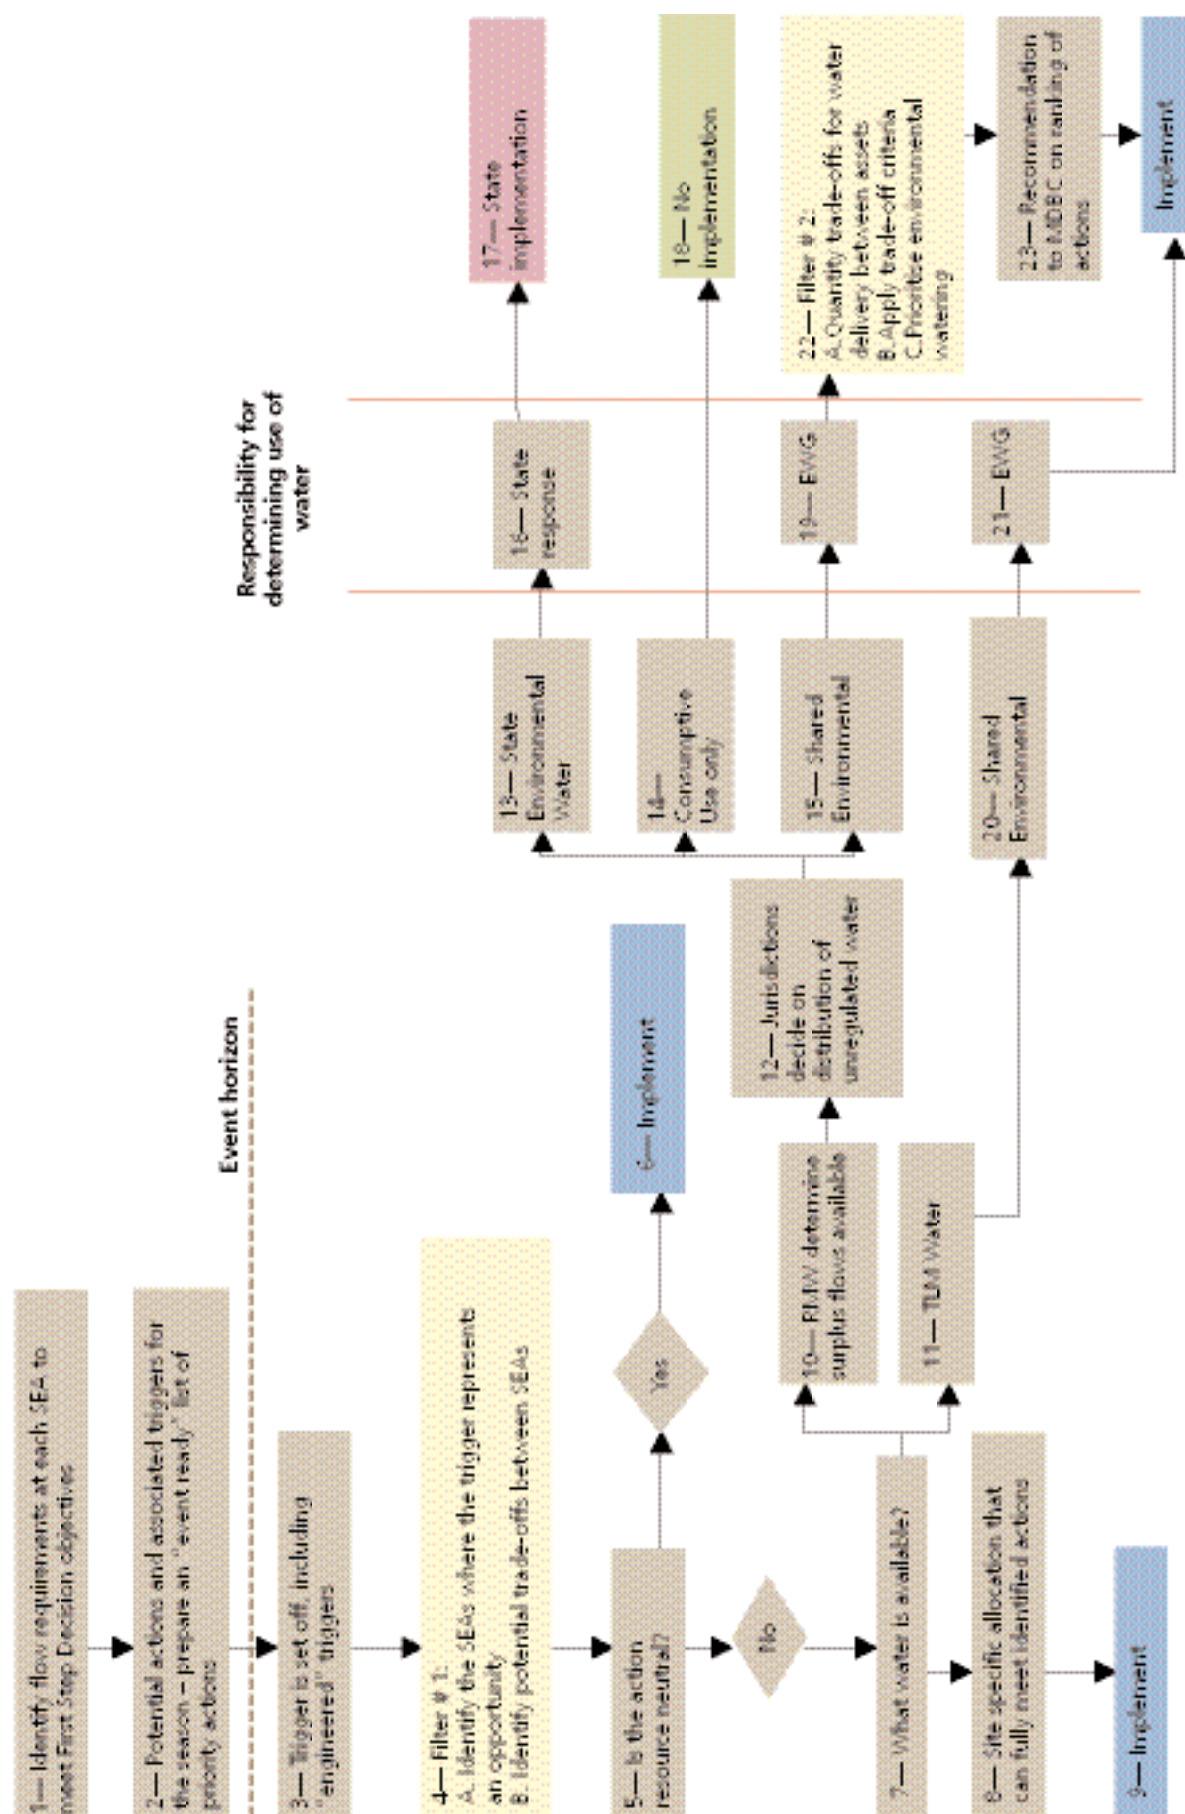 1— Identify flow requirements at each SEA to
meet First Step Decision objectives
2— Potential actions and associated triggers for
the season – prepare an "event ready" list of
priority actions
Event horizon
3— Trigger is set off, including
"engineered" triggers
4— Filter # 1:
A. Identify the SEAs where the trigger represents
an opportunity
B. Identify potential trade-offs between SEAs
5— Is the action
resource neutral?
Yes
6— Implement
No
7— What water is available?
8— Site specific allocation that
can fully meet identified actions
9— Implement
10— RMW determine
surplus flows available
11— TLM Water
12— Jurisdictions
decide on
distribution of
unregulated water
13— State
Environmental
Water
14—
Consumptive
Use only
15— Shared
Environmental
Responsibility for
determining use of
water
16— State
response
17— State
implementation
18— No
implementation
19— EWG
20— Shared
Environmental
21— EWG
22— Filter # 2:
A. Quantity trade-offs for water
delivery between assets
B. Apply trade-off criteria
C. Prioritise environmental
watering
23— Recommendation
to MDBC on ranking of
actions
Implement